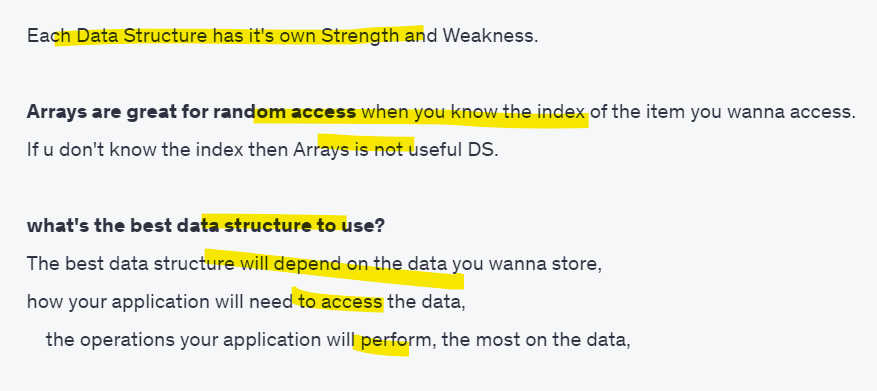 Each Data Structure has it's own Strength and Weakness.
Arrays are great for random access when you know the index of the item you wanna access.
If u don't know the index then Arrays is not useful DS.
what's the best data structure to use?
The best data structure will depend on the data you wanna store,
how your application will need to access the data,
the operations your application will perform, the most on the data,